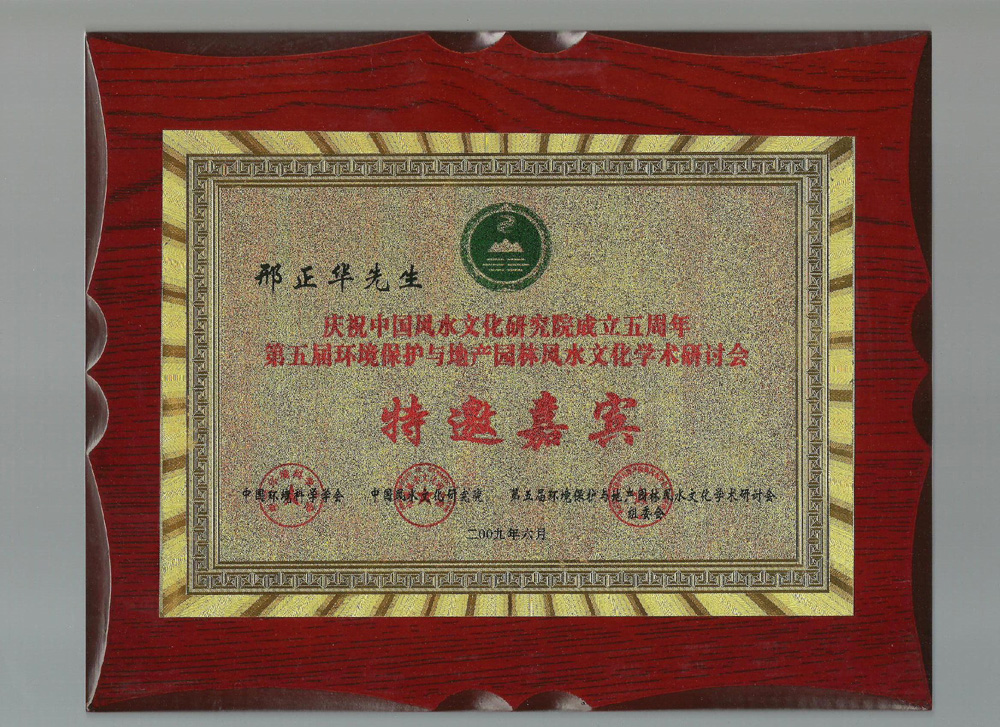 邢正华先生
庆祝中国风水文化研究院成立五周年
第五届环境保护与地产园林风水文化学术研讨会
特邀嘉宾
中国环境科学学会 中国风水文化研究院 第五届环境保护与地产园林风水文化学术研讨会
组委会
二00九年六月